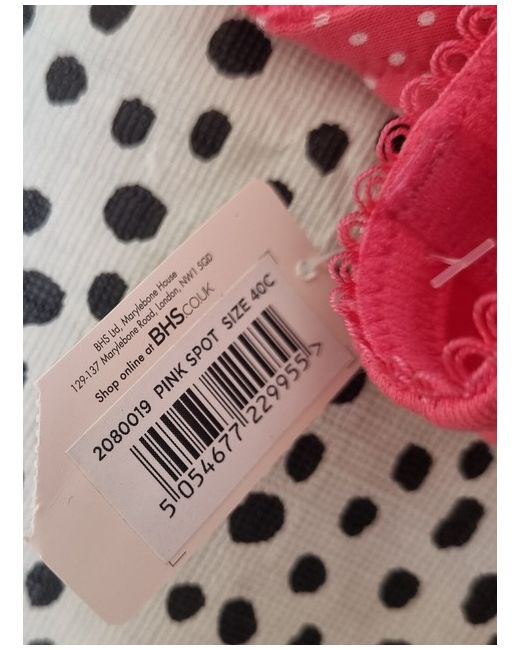 BHS Ltd, Marylebone House
129-137 Marylebone Road, London, NW1 5QD
Shop online at BHS.CO.UK
2080019 PINK SPOT SIZE 40C
5 054677 229955 >